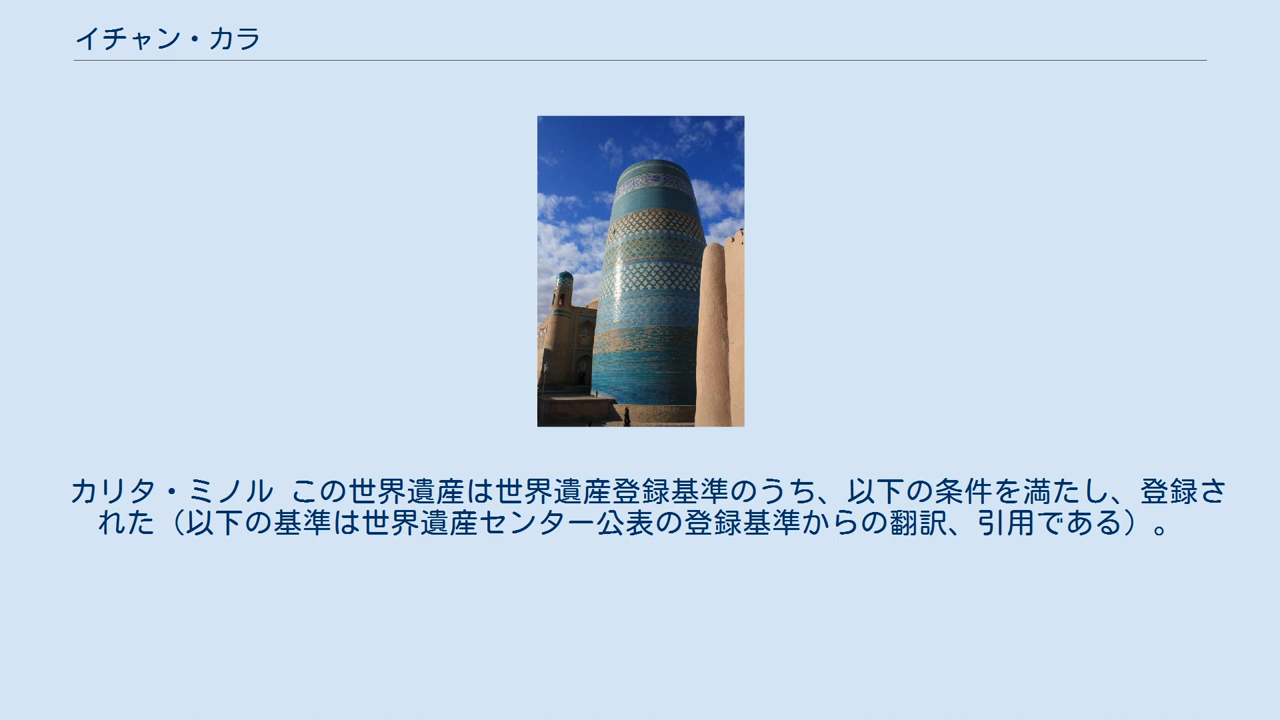 イチャン・カラ
カリタ・ミノル この世界遺産は世界遺産登録基準のうち、以下の条件を満たし、登録さ
れた（以下の基準は世界遺産センター公表の登録基準からの翻訳、引用である）。